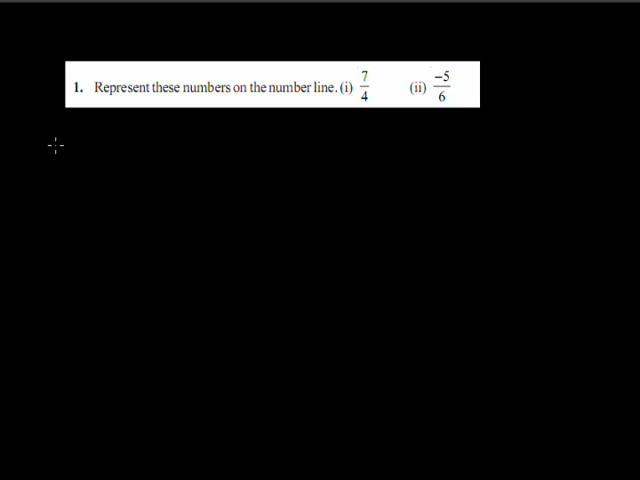 1. Represent these numbers on the number line. (i) 7/4 (ii) -5/6